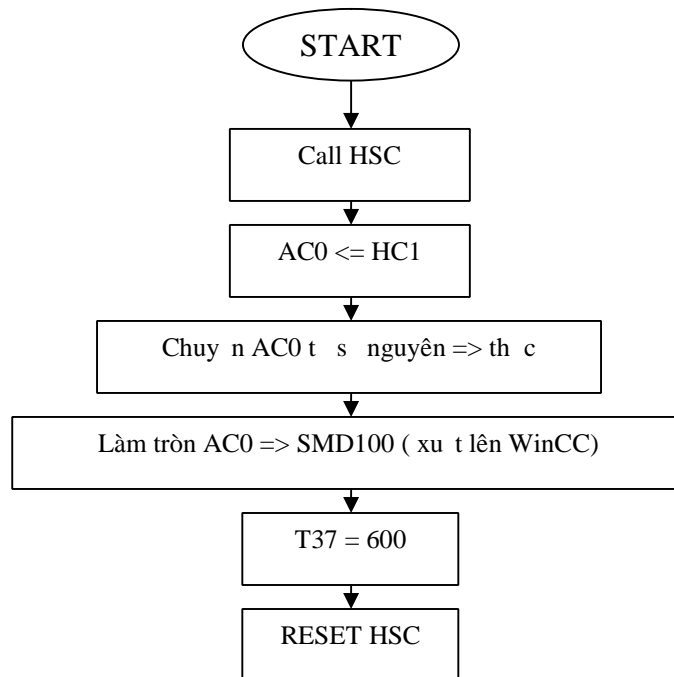 START
Call HSC
AC0 <= HC1
Chuy n AC0 t s nguyên => th c
Làm tròn AC0 => SMD100 ( xu t lên WinCC)
T37 = 600
RESET HSC